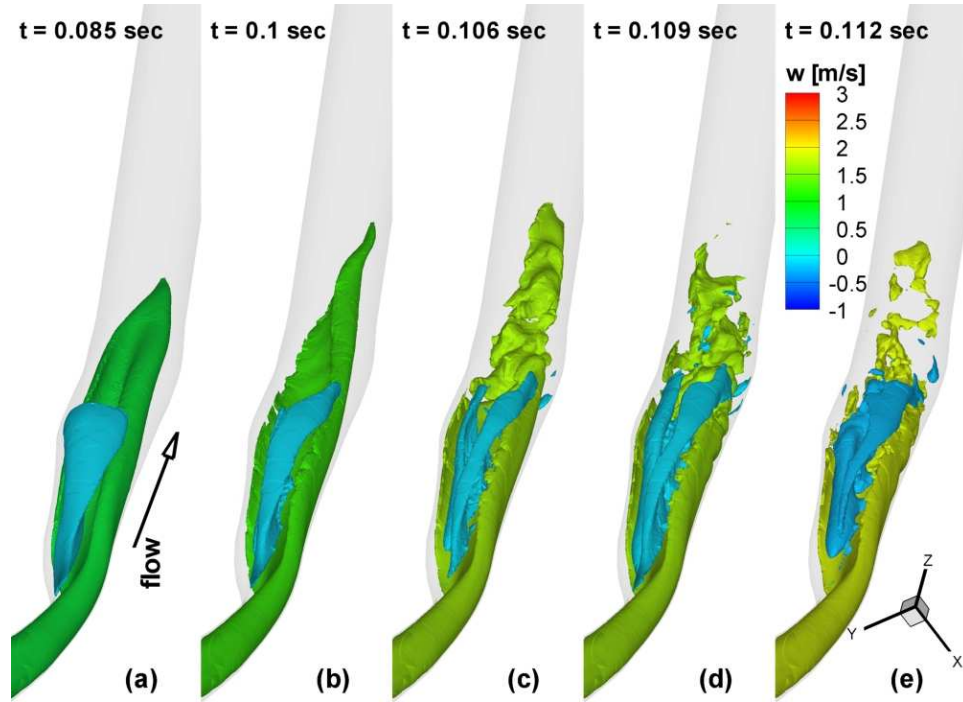 t = 0.085 sec
t = 0.1 sec
t = 0.106 sec
t = 0.109 sec
t = 0.112 sec
w [m/s]
3
2.5
2
1.5
1
0.5
0
-0.5
-1
flow
Z
Y
X
(a)
(b)
(c)
(d)
(e)